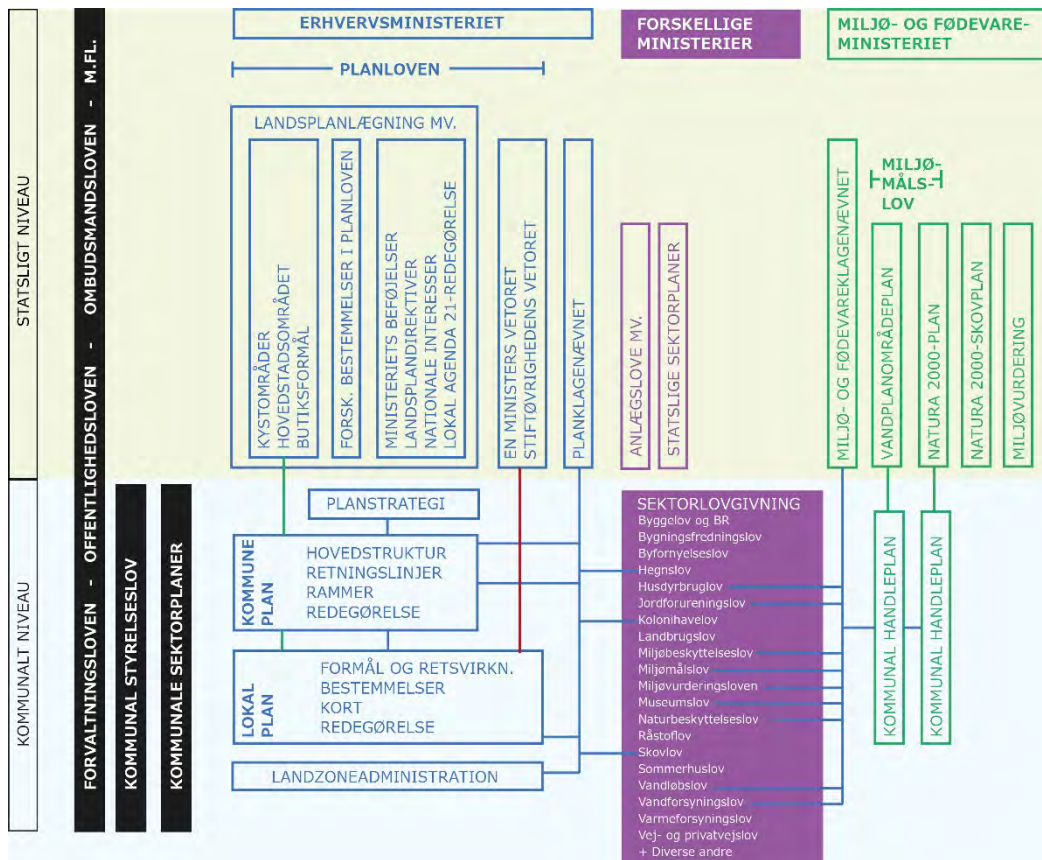 STATSLIGT NIVEAU
KOMMUNALT NIVEAU
FORVALTNINGSLOVEN - OFFENTLIGHEDSLOVEN - OMBUDSMANDSLOVEN - M.FL.
KOMMUNAL STYRELSESLOV
KOMMUNALE SEKTORPLANER
ERHVERVSMINISTERIET
PLANLOVEN
LANDSPLANLÆGNING MV.
KYSTOMRÅDER
HOVEDSTADSOMRÅDET
BUTIKSFORMÅL
FORSK. BESTEMMELSER I PLANLOVEN
MINISTERIETS BEFØJELSER
LANDSPLANDIREKTIVER
NATIONALE INTERESSER
LOKAL AGENDA 21-REDEGØRELSE
EN MINISTERS VETORET
STIFTØVRIGHEDENS VETORET
PLANKLAGENÆVNET
PLANSTRATEGI
KOMMUNE
PLAN
HOVEDSTRUKTUR
RETNINGSLINJER
RAMMER
REDEGØRELSE
LOKAL
PLAN
FORMÅL OG RETSVIRKN.
BESTEMMELSER
KORT
REDEGØRELSE
LANDZONEADMINISTRATION
FORSKELLIGE
MINISTERIER
ANLÆGSLOVE MV.
STATSLIGE SEKTORPLANER
SEKTORLOVGIVNING
Byggelov og BR
Bygningsfredningslov
Byfornyelseslov
Hegnslov
Husdyrbruglov
Jordforureningslov
Kolonihavelov
Landbrugslov
Miljøbeskyttelseslov
Miljømålslov
Miljøvurderingsloven
Museumslov
Naturbeskyttelseslov
Råstoflov
Skovlov
Sommerhuslov
Vandløbslov
Vandforsyningslov
Varmeforsyningslov
Vej- og privatvejslov
+ Diverse andre
MILJØ- OG FØDEVARE-
MINISTERIET
MILJØ- OG FØDEVAREKLAGENÆVNET
MILJØ-
MÅLS-
LOV
VANDPLANOMRÅDEPLAN
NATURA 2000-PLAN
NATURA 2000-SKOVPLAN
MILJØVURDERING
KOMMUNAL HANDLEPLAN
KOMMUNAL HANDLEPLAN